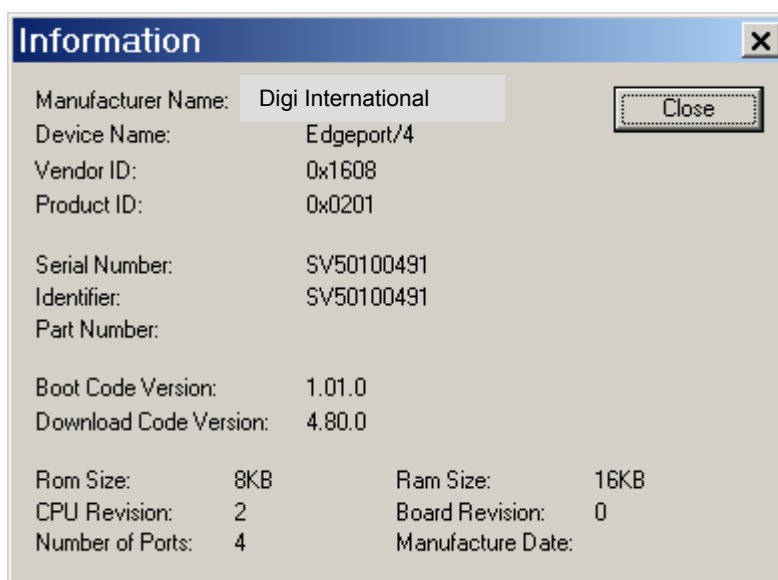 Information
Manufacturer Name: Digi International
Close
Device Name: Edgeport/4
Vendor ID: 0x1608
Product ID: 0x0201
Serial Number: SV50100491
Identifier: SV50100491
Part Number:
Boot Code Version: 1.01.0
Download Code Version: 4.80.0
Rom Size: 8KB Ram Size: 16KB
CPU Revision: 2 Board Revision: 0
Number of Ports: 4 Manufacture Date: